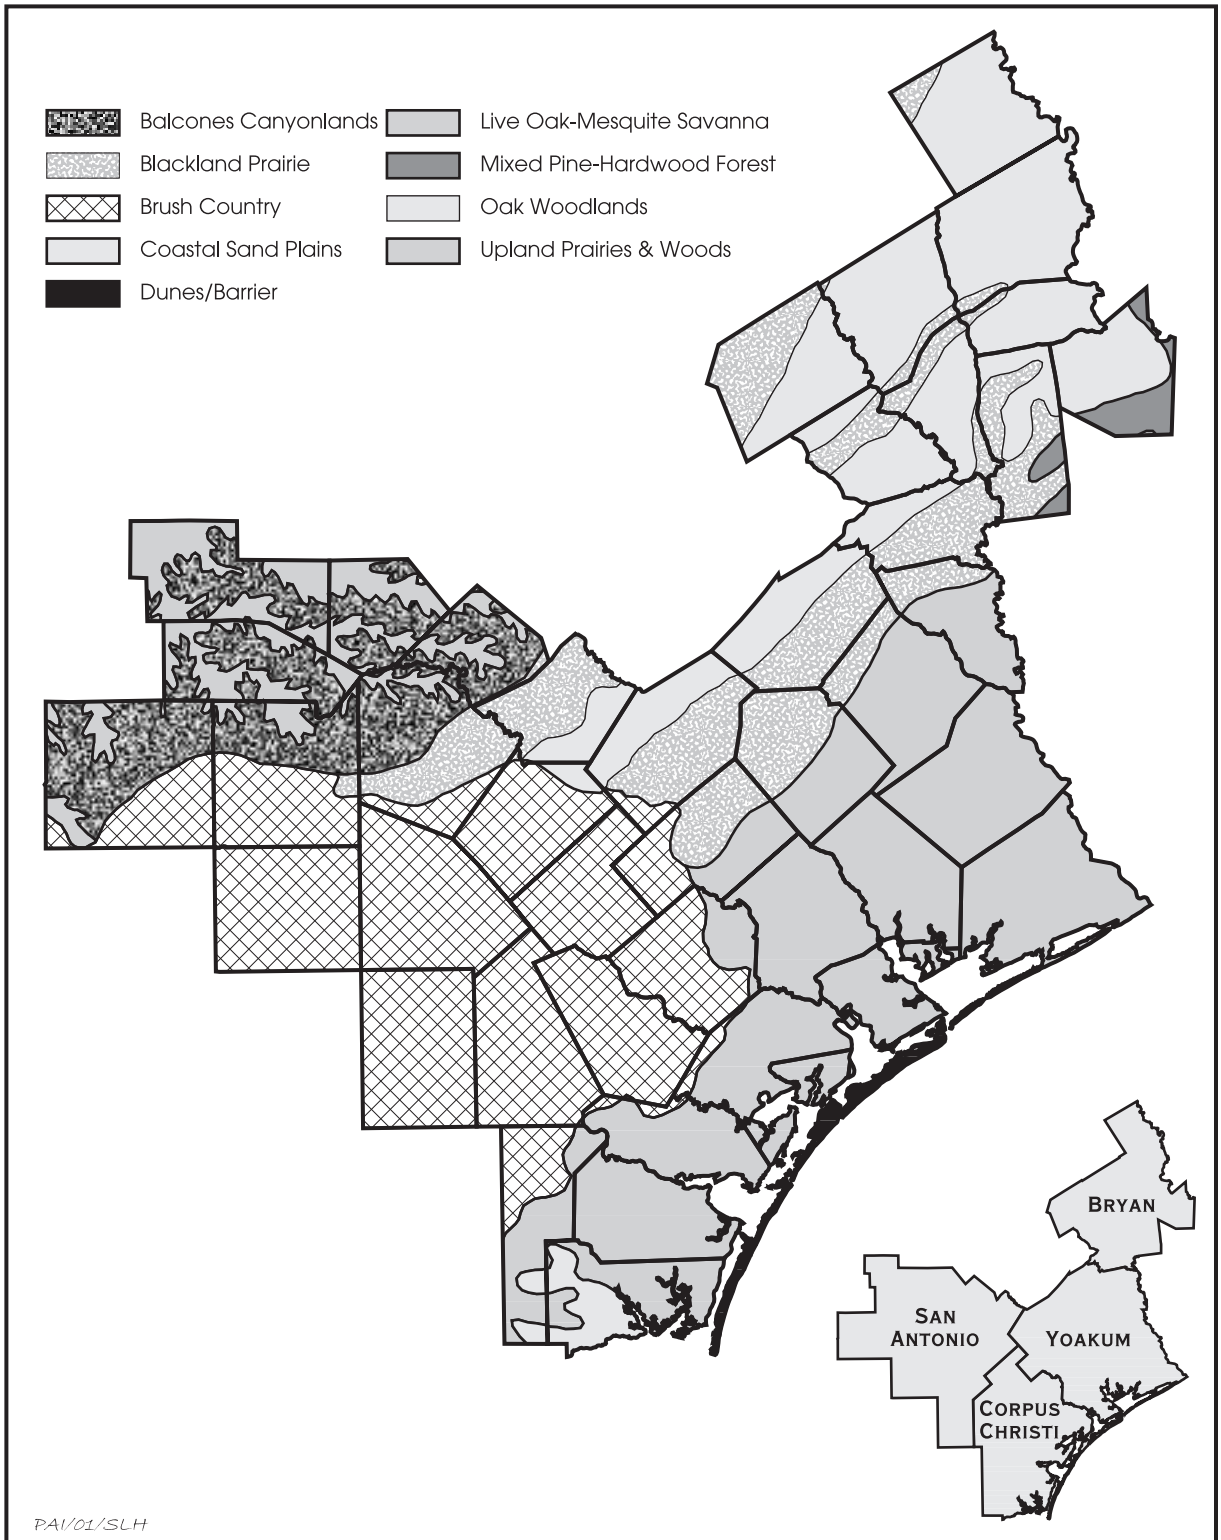 Balcones Canyonlands
Blackland Prairie
Brush Country
Coastal Sand Plains
Dunes/Barrier
Live Oak-Mesquite Savanna
Mixed Pine-Hardwood Forest
Oak Woodlands
Upland Prairies & Woods
BRYAN
SAN
ANTONIO
YOAKUM
CORPUS
CHRISTI
PAI/01/SLH